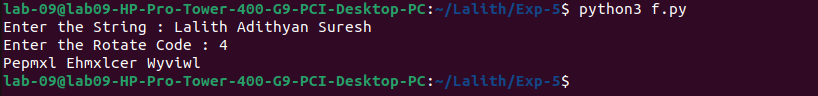 lab-09@lab09-HP-Pro-Tower-400-G9-PCI-Desktop-PC:~/Lalith/Exp-5$ python3 f.py
Enter the String : Lalith Adithyan Suresh
Enter the Rotate Code : 4
Pepmxl Ehmxlcer Wyviwl
lab-09@lab09-HP-Pro-Tower-400-G9-PCI-Desktop-PC:~/Lalith/Exp-5$